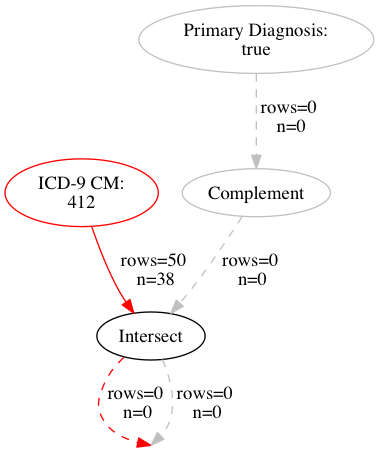 Primary Diagnosis:
true
rows=0
n=0
ICD-9 CM:
412
Complement
rows=50
n=38
rows=0
n=0
Intersect
rows=0
n=0
rows=0
n=0